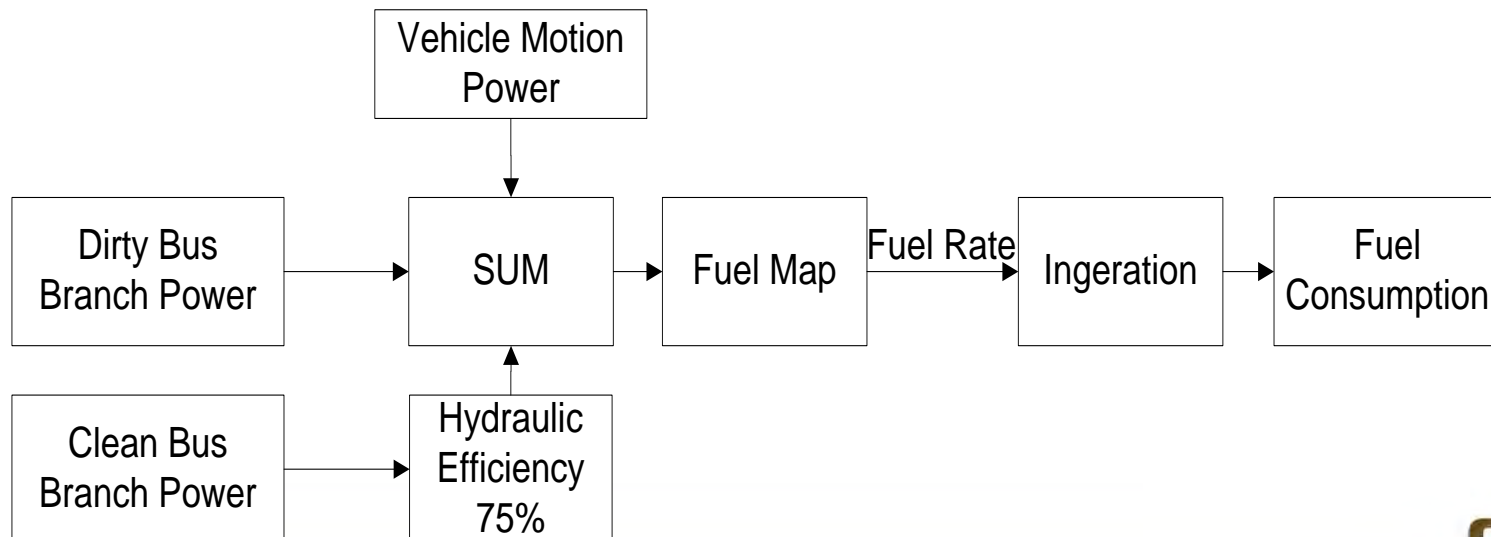 Vehicle Motion
Power
Dirty Bus
Branch Power
SUM
Fuel Map
Fuel Rate
Ingeration
Fuel
Consumption
Clean Bus
Branch Power
Hydraulic
Efficiency
75%